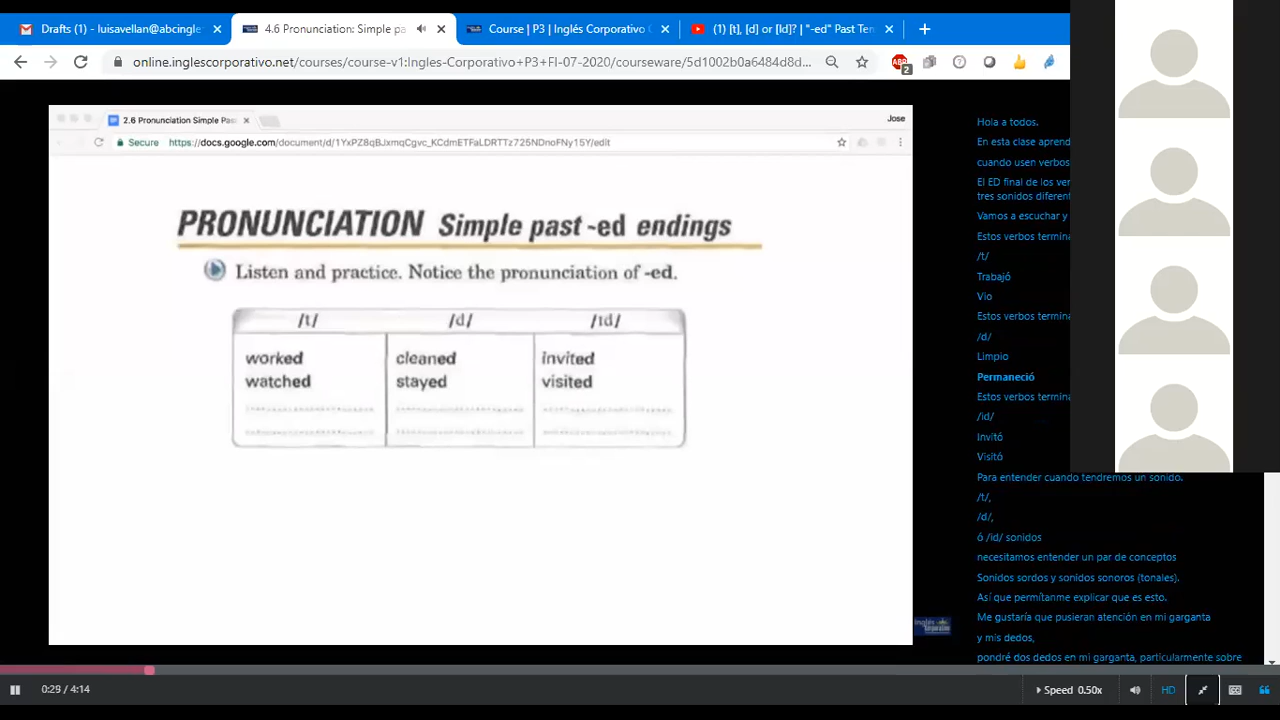 Drafts (1) - luisavellan@abcingle
4.6 Pronunciation: Simple pa
Course | P3 | Inglés Corporativo
(1) [t], [d] or [Id]? | "-ed" Past Ten
online.inglescorporativo.net/courses/course-v1:Ingles-Corporativo+P3+FI-07-2020/courseware/5d1002b0a6484d8d...
ABP
2
2.6 Pronunciation Simple Pas
Jose
Secure
https://docs.google.com/document/d/1YxPZ8qBJxmqCgvc_KCdmETFaLDRTTz725NDnoFNy15Y/edit
PRONUNCIATION Simple past -ed endings
Listen and practice. Notice the pronunciation of -ed.
/t/ /d/ /ɪd/
worked cleaned invited
watched stayed visited
Hola a todos.
En esta clase aprend
cuando usen verbos
El ED final de los ver
tres sonidos diferent
Vamos a escuchar y
Estos verbos termina
/t/
Trabajó
Vio
Estos verbos termina
/d/
Limpio
Permaneció
Estos verbos termina
/id/
Invitó
Visitó
Para entender cuando tendremos un sonido.
/t/,
/d/,
ó /id/ sonidos
necesitamos entender un par de conceptos
Sonidos sordos y sonidos sonoros (tonales).
Así que permítanme explicar que es esto.
Me gustaría que pusieran atención en mi garganta
y mis dedos,
pondré dos dedos en mi garganta, particularmente sobre
Inglés
Corporativo
0:29 / 4:14
Speed 0.50x
HD